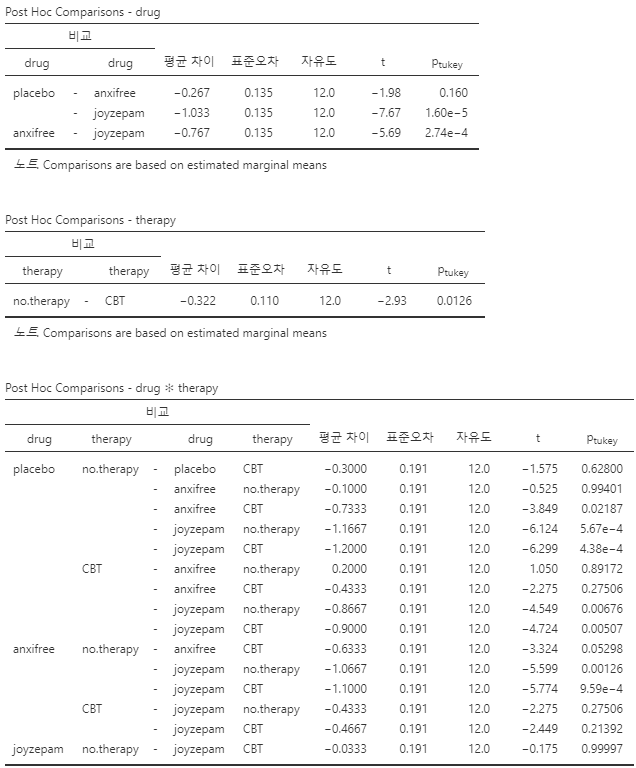 Post Hoc Comparisons - drug
비교
drug drug 평균 차이 표준오차 자유도 t ptukey
placebo - anxifree −0.267 0.135 12.0 −1.98 0.160
- joyzepam −1.033 0.135 12.0 −7.67 1.60e−5
anxifree - joyzepam −0.767 0.135 12.0 −5.69 2.74e−4
노트. Comparisons are based on estimated marginal means
Post Hoc Comparisons - therapy
비교
therapy therapy 평균 차이 표준오차 자유도 t ptukey
no.therapy - CBT −0.322 0.110 12.0 −2.93 0.0126
노트. Comparisons are based on estimated marginal means
Post Hoc Comparisons - drug ✻ therapy
비교
drug therapy drug therapy 평균 차이 표준오차 자유도 t ptukey
placebo no.therapy - placebo CBT −0.3000 0.191 12.0 −1.575 0.62800
- anxifree no.therapy −0.1000 0.191 12.0 −0.525 0.99401
- anxifree CBT −0.7333 0.191 12.0 −3.849 0.02187
- joyzepam no.therapy −1.1667 0.191 12.0 −6.124 5.67e−4
- joyzepam CBT −1.2000 0.191 12.0 −6.299 4.38e−4
CBT - anxifree no.therapy 0.2000 0.191 12.0 1.050 0.89172
- anxifree CBT −0.4333 0.191 12.0 −2.275 0.27506
- joyzepam no.therapy −0.8667 0.191 12.0 −4.549 0.00676
- joyzepam CBT −0.9000 0.191 12.0 −4.724 0.00507
anxifree no.therapy - anxifree CBT −0.6333 0.191 12.0 −3.324 0.05298
- joyzepam no.therapy −1.0667 0.191 12.0 −5.599 0.00126
- joyzepam CBT −1.1000 0.191 12.0 −5.774 9.59e−4
CBT - joyzepam no.therapy −0.4333 0.191 12.0 −2.275 0.27506
- joyzepam CBT −0.4667 0.191 12.0 −2.449 0.21392
joyzepam no.therapy - joyzepam CBT −0.0333 0.191 12.0 −0.175 0.99997